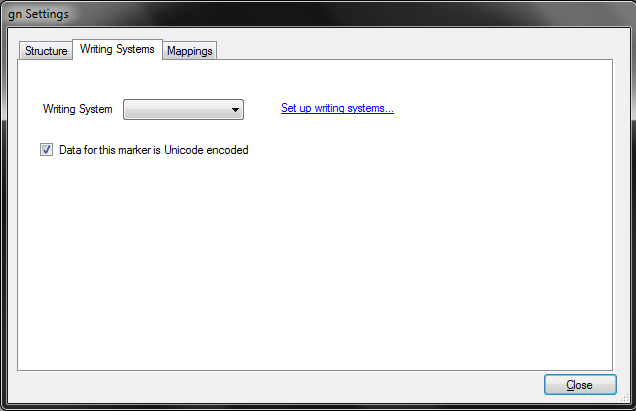 gn Settings
Structure Writing Systems Mappings
Writing System Set up writing systems...
Data for this marker is Unicode encoded
Close